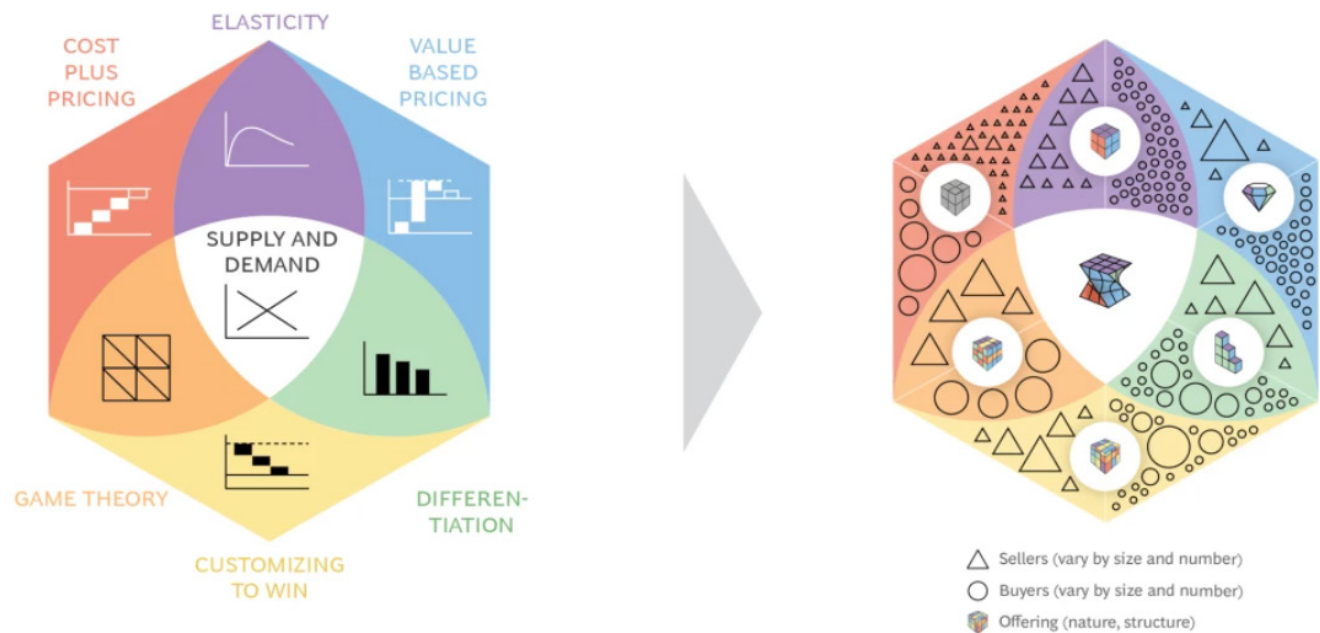 ELASTICITY
COST
PLUS
PRICING
VALUE
BASED
PRICING
SUPPLY AND
DEMAND
GAME THEORY
DIFFEREN-
TIATION
CUSTOMIZING
TO WIN
Sellers (vary by size and number)
Buyers (vary by size and number)
Offering (nature, structure)